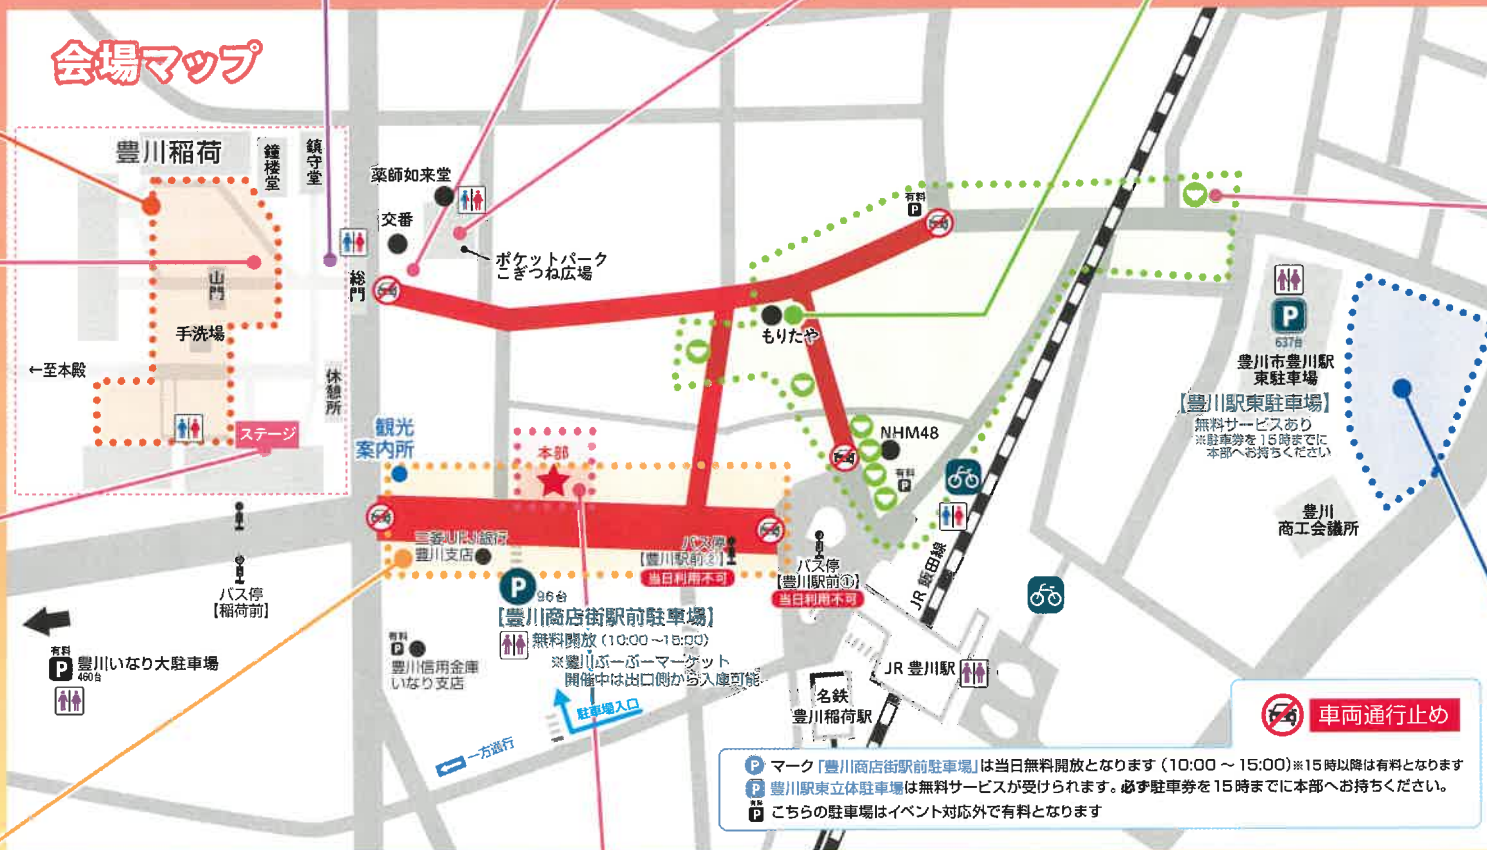 会場マップ
豊川稲荷
鐘楼堂
鎮守堂
薬師如来堂
交番
ポケットパーク
こぎつね広場
総門
山門
手洗場
←至本殿
休憩所
ステージ
観光
案内所
本部
もりたや
有料
P
NHM48
有料
P
637台
P
豊川市豊川駅
東駐車場
【豊川駅東駐車場】
無料サービスあり
※駐車券を15時までに
本部へお持ちください
豊川
商工会議所
三菱UFJ銀行
豊川支店
バス停
【豊川駅前②】
当日利用不可
バス停
【豊川駅前①】
当日利用不可
JR 飯田線
バス停
【稲荷前】
P
96台
【豊川商店街駅前駐車場】
無料開放(10:00~15:00)
※豊川ぶーぶーマーケット
開催中は出口側から入庫可能
駐車場入口
一方通行
有料
P
豊川信用金庫
いなり支店
有料
P
豊川いなり大駐車場
460台
JR 豊川駅
名鉄
豊川稲荷駅
車両通行止め
P マーク「豊川商店街駅前駐車場」は当日無料開放となります(10:00 ~ 15:00)※15時以降は有料となります
P 豊川駅東立体駐車場は無料サービスが受けられます。必ず駐車券を15時までに本部へお持ちください。
有料
P こちらの駐車場はイベント対応外で有料となります